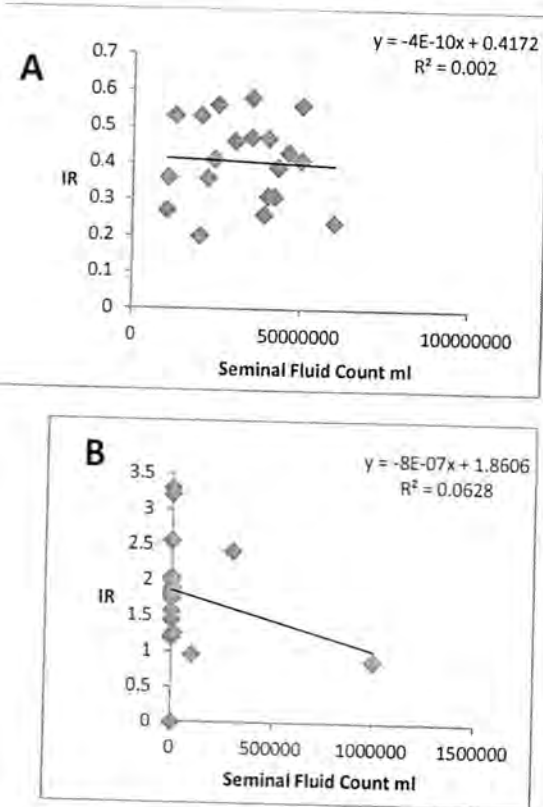 A
y = -4E-10x + 0.4172
R² = 0.002
0.7
0.6
0.5
0.4
0.3
0.2
0.1
0
IR
0
50000000
100000000
Seminal Fluid Count ml
B
y = -8E-07x + 1.8606
R² = 0.0628
3.5
3
2.5
2
1.5
1
0.5
0
IR
0
500000
1000000
1500000
Seminal Fluid Count ml